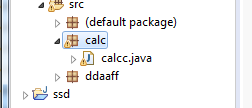 src
(default package)
calc
calcc.java
ddaaff
ssd